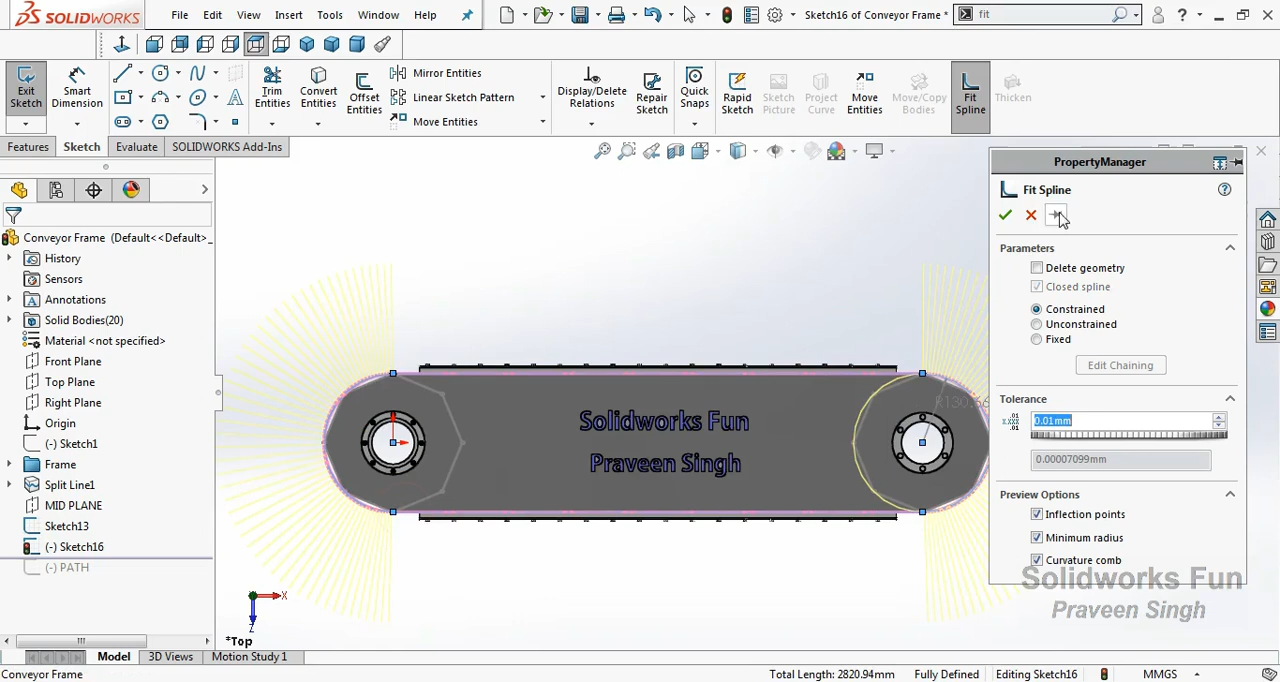 SOLIDWORKS File Edit View Insert Tools Window Help Sketch16 of Conveyor Frame * fit
Exit Sketch
Smart Dimension
Trim Entities
Convert Entities
Offset Entities
Mirror Entities
Linear Sketch Pattern
Move Entities
Display/Delete Relations
Repair Sketch
Quick Snaps
Rapid Sketch
Sketch Picture
Project Curve
Move Entities
Move/Copy Bodies
Fit Spline
Thicken
Features Sketch Evaluate SOLIDWORKS Add-Ins
Conveyor Frame (Default<<Default>_
History
Sensors
Annotations
Solid Bodies(20)
Material <not specified>
Front Plane
Top Plane
Right Plane
Origin
(-) Sketch1
Frame
Split Line1
MID PLANE
Sketch13
(-) Sketch16
(-) PATH
Solidworks Fun
Praveen Singh
X
Z
*Top
PropertyManager
Fit Spline
Parameters
Delete geometry
Closed spline
Constrained
Unconstrained
Fixed
Edit Chaining
Tolerance
0.01mm
0.00007099mm
Preview Options
Inflection points
Minimum radius
Curvature comb
Solidworks Fun
Praveen Singh
Model 3D Views Motion Study 1
Conveyor Frame Total Length: 2820.94mm Fully Defined Editing Sketch16 MMGS